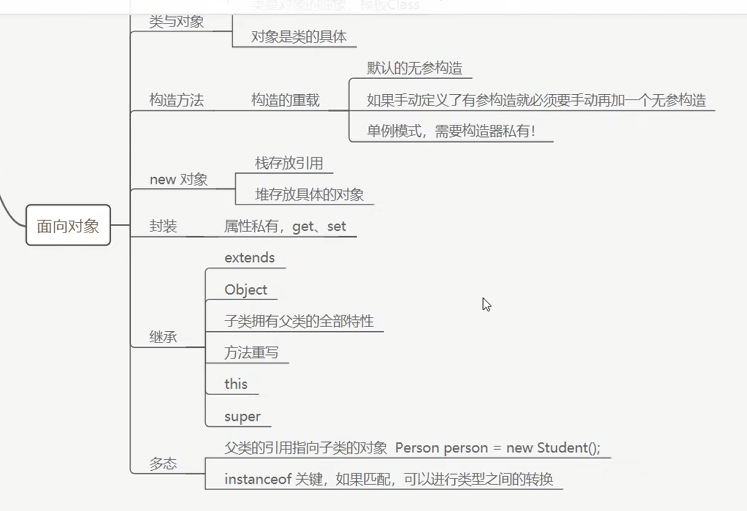 类与对象
对象是类的具体
构造方法
构造的重载
默认的无参构造
如果手动定义了有参构造就必须要手动再加一个无参构造
单例模式，需要构造器私有！
new 对象
栈存放引用
堆存放具体的对象
面向对象
封装
属性私有，get、set
继承
extends
Object
子类拥有父类的全部特性
方法重写
this
super
多态
父类的引用指向子类的对象 Person person = new Student();
instanceof 关键，如果匹配，可以进行类型之间的转换